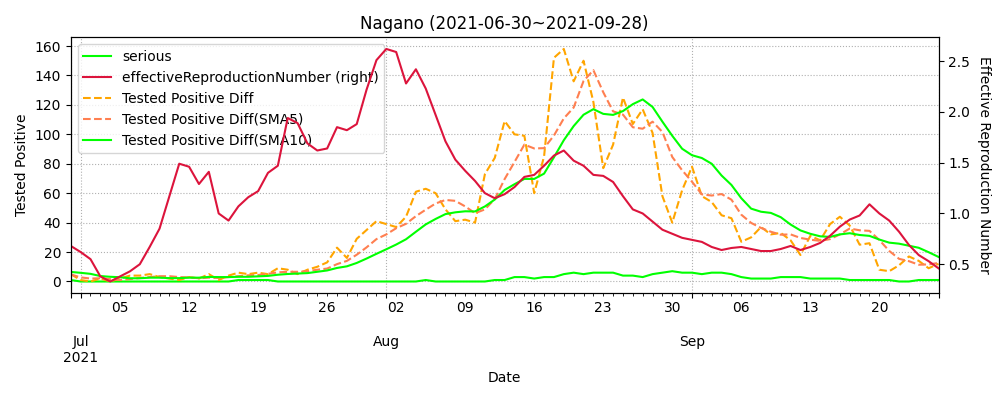 Nagano (2021-06-30~2021-09-28)
serious
effectiveReproductionNumber (right)
Tested Positive Diff
Tested Positive Diff(SMA5)
Tested Positive Diff(SMA10)
Tested Positive
160
140
120
100
80
60
40
20
0
2.5
2.0
1.5
1.0
0.5
Effective Reproduction Number
05 12 19 26 02 09 16 23 30 06 13 20
Jul Aug Sep
2021
Date